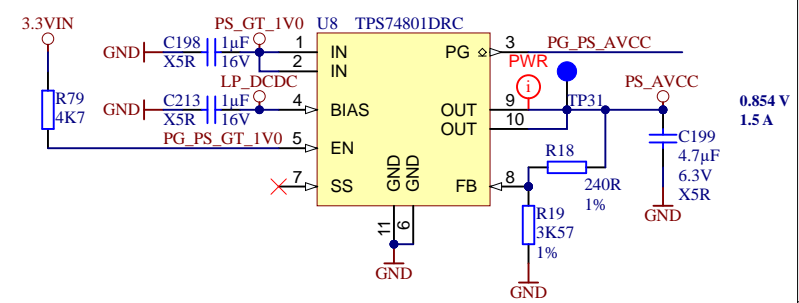 3.3VIN
PS_GT_1V0
U8 TPS74801DRC
GND C198 1µF
X5R 16V
1 IN
2 IN
PG 3 PG_PS_AVCC
PWR
i
LP_DCDC
GND C213 1µF
X5R 16V
4 BIAS
R79
4K7
PG_PS_GT_1V0
5 EN
7 SS
GND
GND
11
6
GND
OUT 9
OUT 10
TP31
PS_AVCC
0.854 V
1.5 A
C199
4.7µF
6.3V
X5R
GND
FB 8
R18
240R
1%
R19
3K57
1%
GND